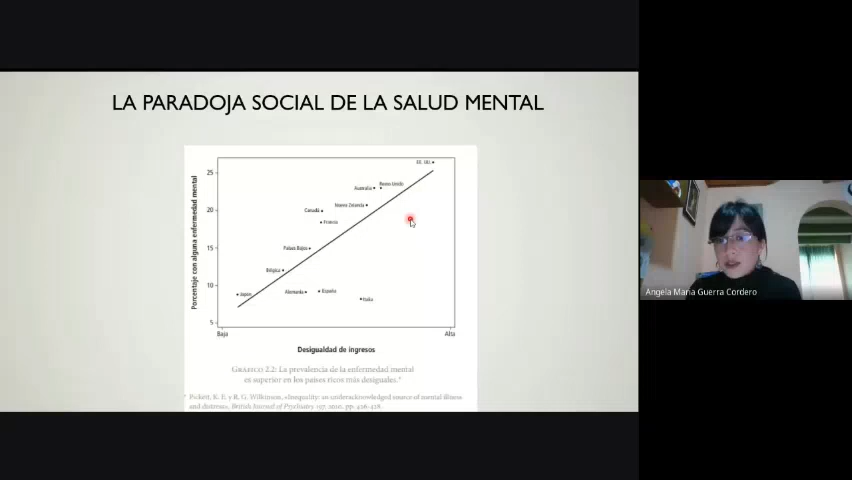 LA PARADOJA SOCIAL DE LA SALUD MENTAL
Porcentaje con alguna enfermedad mental
25
20
15
10
5
EE. UU.
Reino Unido
Australia
Nueva Zelanda
Canadá
Francia
Países Bajos
Bélgica
Japón
Alemania
España
Italia
Baja
Alta
Desigualdad de ingresos
GRÁFICO 2.2: La prevalencia de la enfermedad mental
es superior en los países ricos más desiguales.*
* Pickett, K. E. y R. G. Wilkinson, «Inequality: an underacknowledged source of mental illness
and distress», British Journal of Psychiatry 197, 2010, pp. 426-428.
Angela Maria Guerra Cordero